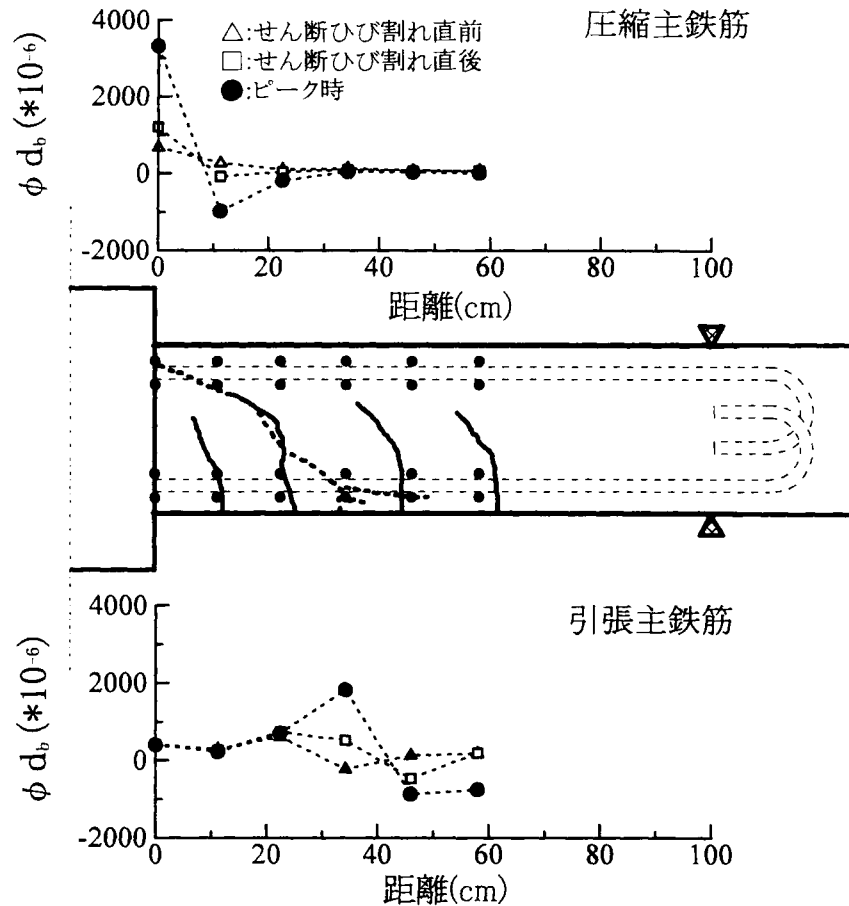 圧縮主鉄筋
△:せん断ひび割れ直前
□:せん断ひび割れ直後
●:ピーク時
φ d_b (*10⁻⁶)
4000
2000
0
-2000
0 20 40 60 80 100
距離(cm)
引張主鉄筋
φ d_b (*10⁻⁶)
4000
2000
0
-2000
0 20 40 60 80 100
距離(cm)